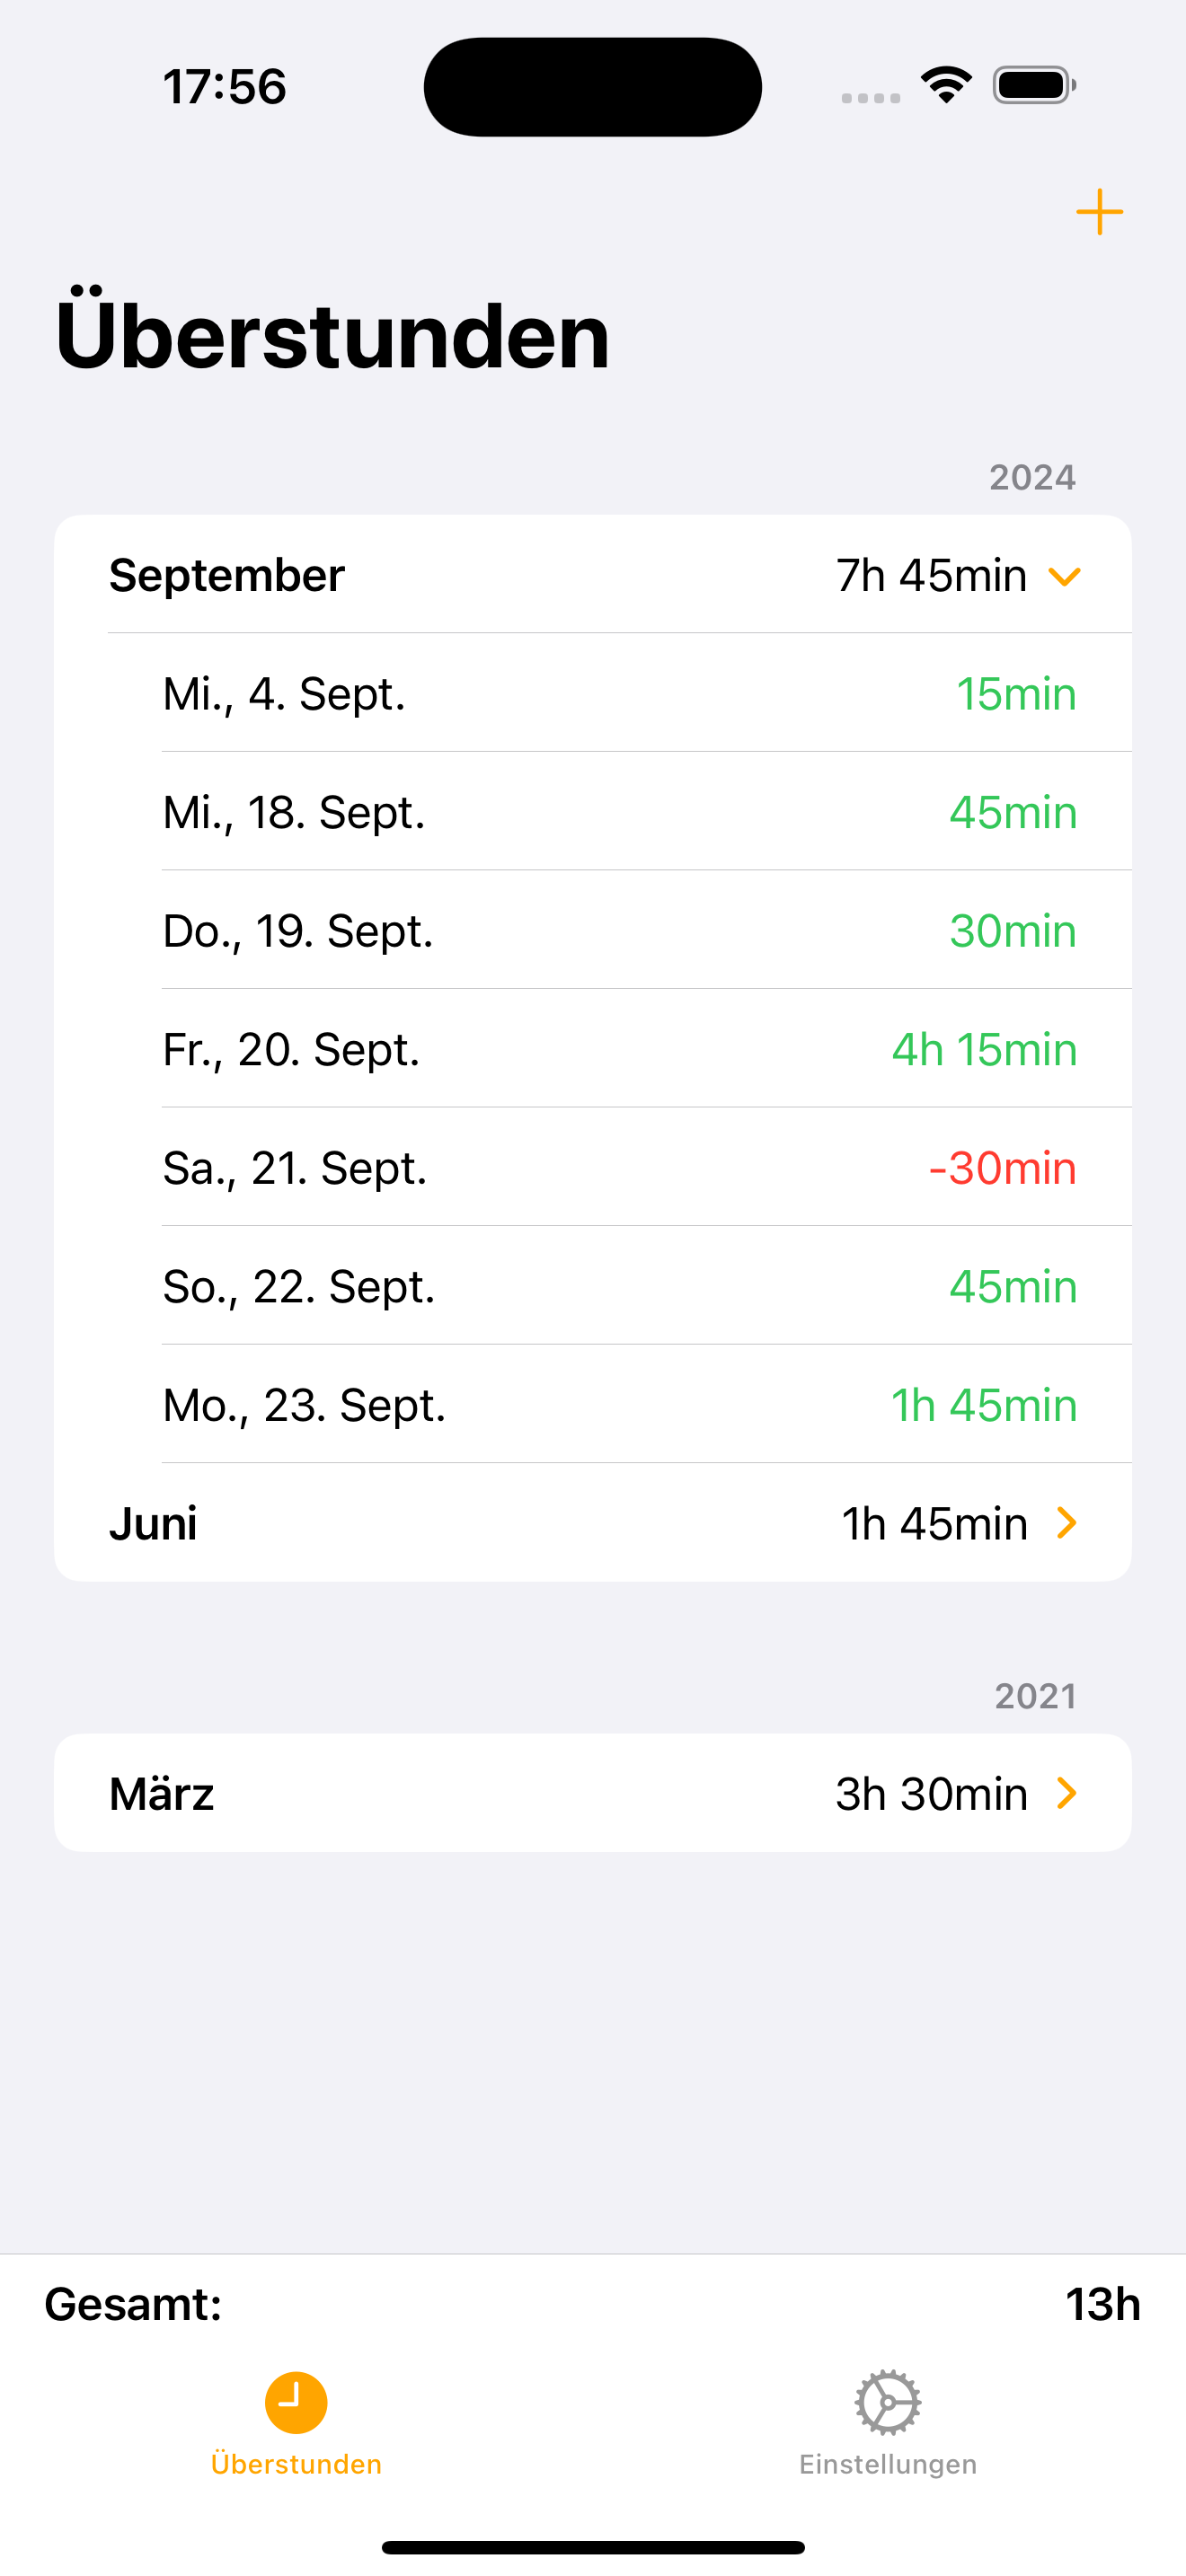 17:56
Überstunden
2024
September 7h 45min
Mi., 4. Sept. 15min
Mi., 18. Sept. 45min
Do., 19. Sept. 30min
Fr., 20. Sept. 4h 15min
Sa., 21. Sept. -30min
So., 22. Sept. 45min
Mo., 23. Sept. 1h 45min
Juni 1h 45min
2021
März 3h 30min
Gesamt: 13h
Überstunden Einstellungen